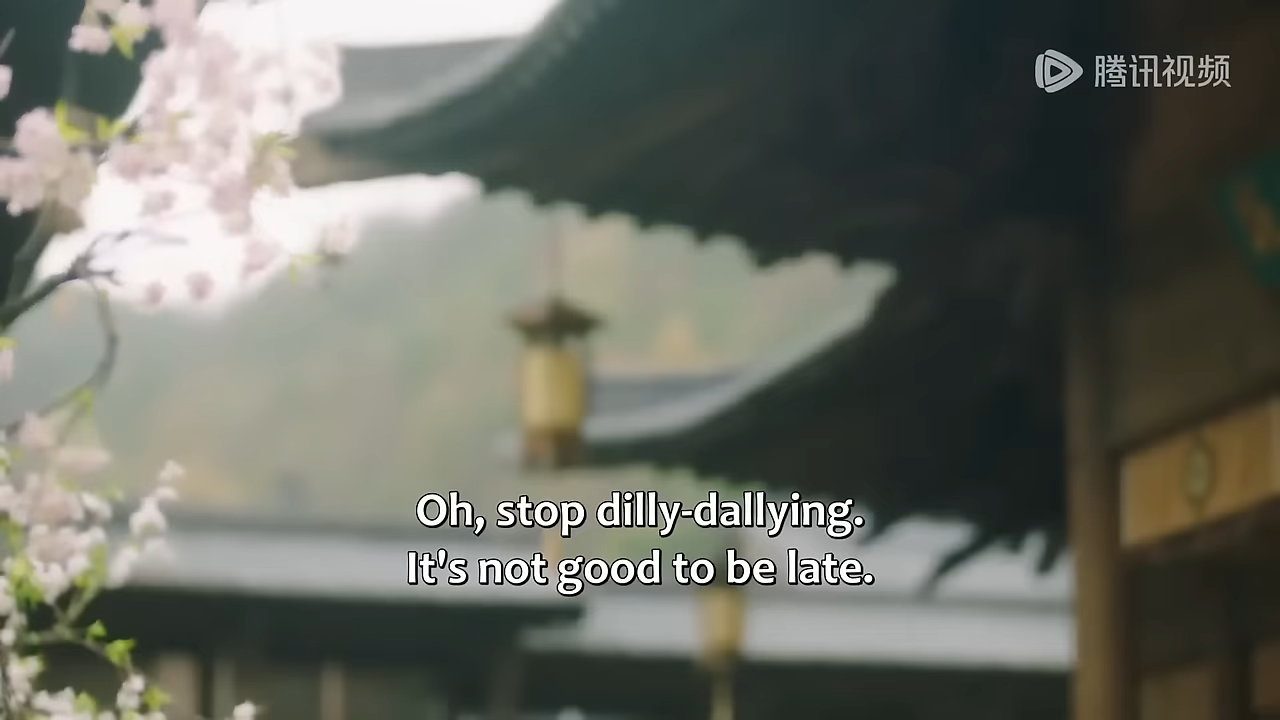 腾讯视频
Oh, stop dilly-dallying.
It's not good to be late.